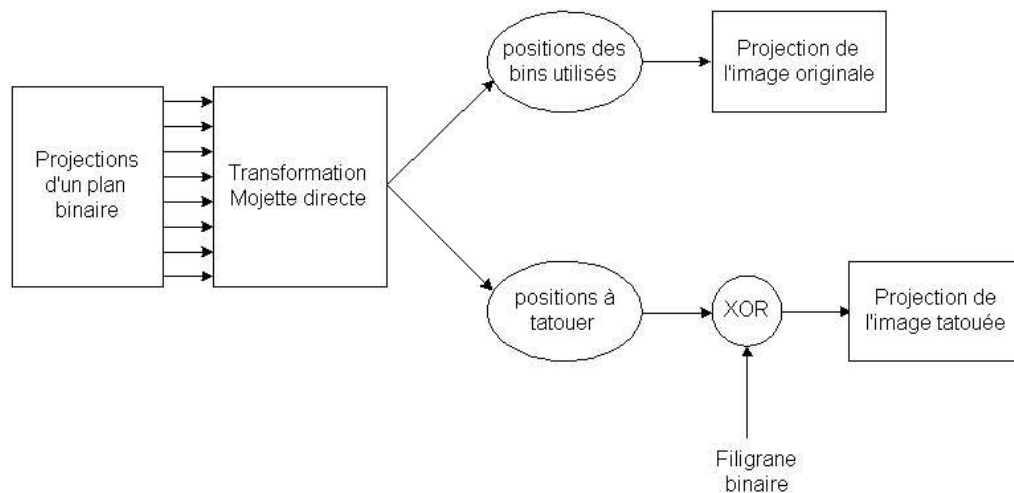 Projections
d'un plan
binaire
Transformation
Mojette directe
positions des
bins utilisés
Projection de
l'image originale
positions à
tatouer
XOR
Projection de
l'image tatouée
Filigrane
binaire